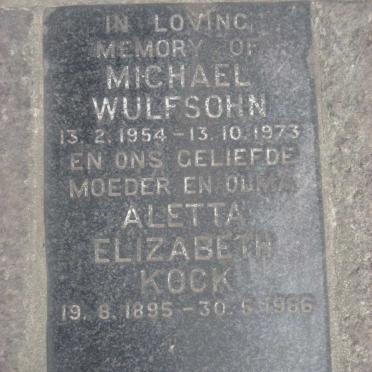 IN LOVING
MEMORY OF
MICHAEL
WULFSOHN
13. 2. 1954 – 13. 10. 1973
EN ONS GELIEFDE
MOEDER EN OUMA
ALETTA
ELIZABETH
KOCK
19. 8. 1895 – 30. 5. 1966